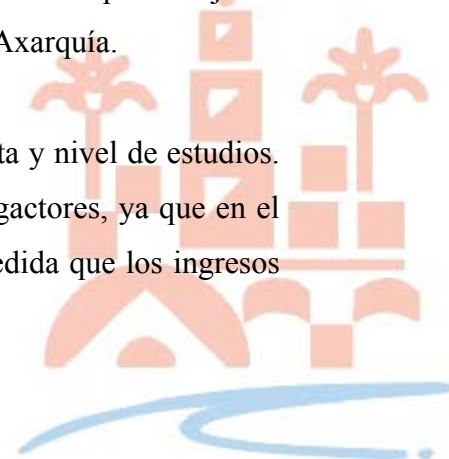 Axarquía.
ta y nivel de estudios.
gactores, ya que en el
edida que los ingresos